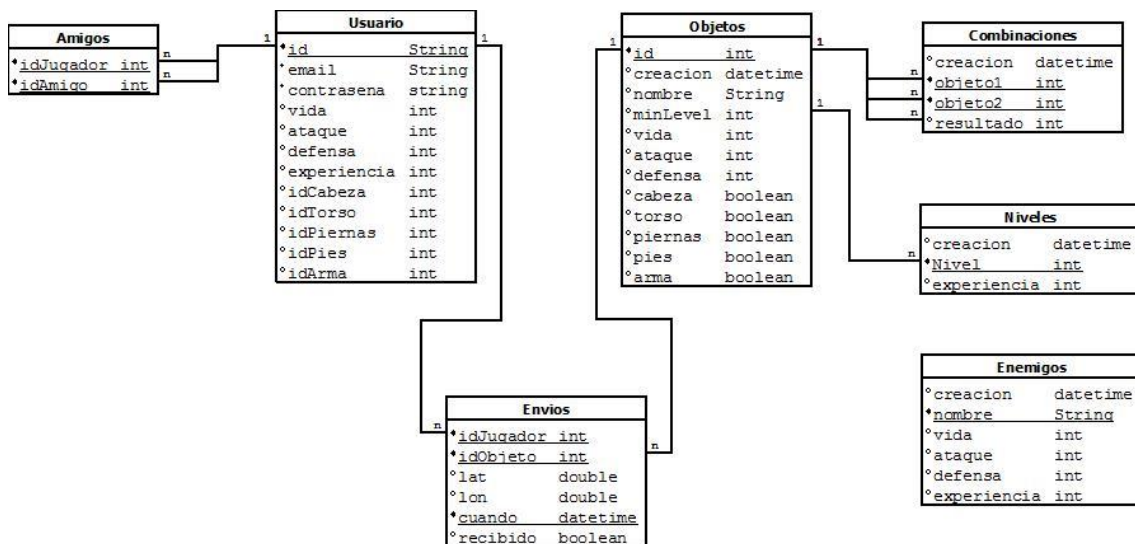 Amigos
idJugador int
idAmigo int
n
n
1
Usuario
id String
email String
contrasena string
vida int
ataque int
defensa int
experiencia int
idCabeza int
idTorso int
idPiernas int
idPies int
idArma int
1
1
Objetos
id int
creacion datetime
nombre String
minLevel int
vida int
ataque int
defensa int
cabeza boolean
torso boolean
piernas boolean
pies boolean
arma boolean
1
1
Combinaciones
creacion datetime
objeto1 int
objeto2 int
resultado int
n
n
n
Niveles
creacion datetime
Nivel int
experiencia int
n
Enemigos
creacion datetime
nombre String
vida int
ataque int
defensa int
experiencia int
Envios
idJugador int
idObjeto int
lat double
lon double
cuando datetime
recibido boolean
n
n